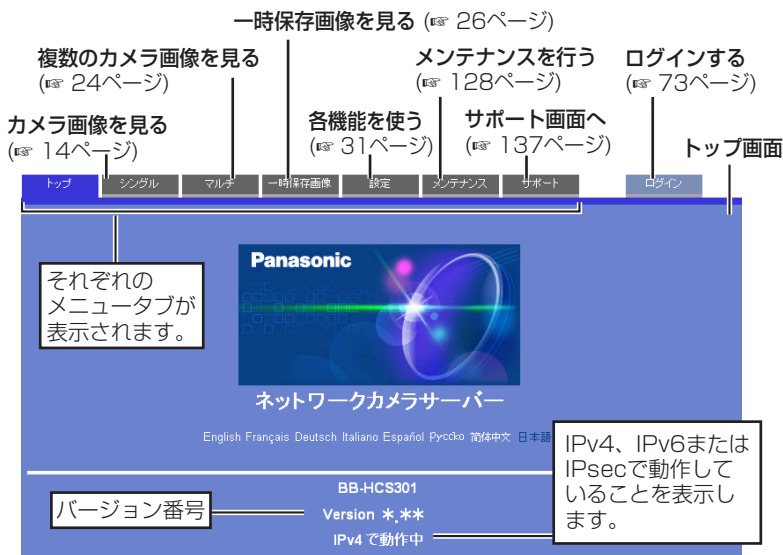 一時保存画像を見る (☞ 26ページ)
複数のカメラ画像を見る
(☞ 24ページ)
メンテナンスを行う
(☞ 128ページ)
ログインする
(☞ 73ページ)
カメラ画像を見る
(☞ 14ページ)
各機能を使う
(☞ 31ページ)
サポート画面へ
(☞ 137ページ)
トップ画面
トップ シングル マルチ 一時保存画像 設定 メンテナンス サポート ログイン
それぞれの
メニュータブが
表示されます。
Panasonic
ネットワークカメラサーバー
English Français Deutsch Italiano Español Русско 简体中文 日本語
IPv4、IPv6または
IPsecで動作して
いることを表示し
ます。
バージョン番号
BB-HCS301
Version *.**
IPv4 で動作中